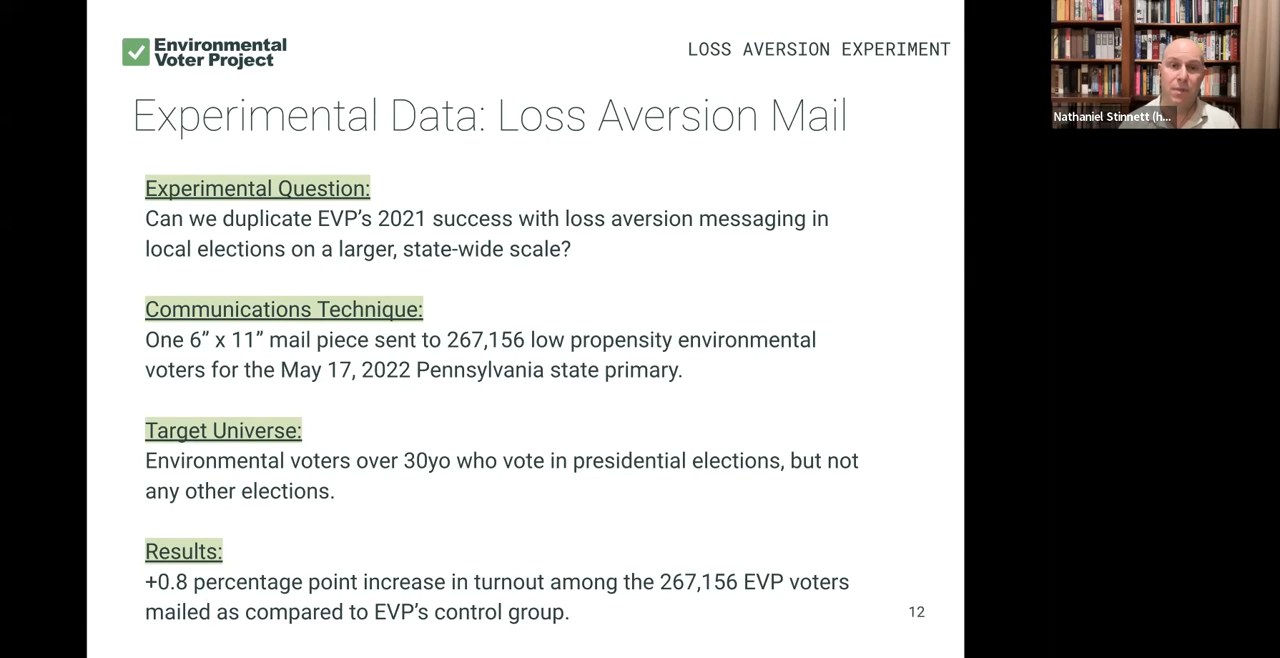 Environmental
Voter Project
LOSS AVERSION EXPERIMENT
Nathaniel Stinnett (h...
Experimental Data: Loss Aversion Mail
Experimental Question:
Can we duplicate EVP’s 2021 success with loss aversion messaging in
local elections on a larger, state-wide scale?
Communications Technique:
One 6” x 11” mail piece sent to 267,156 low propensity environmental
voters for the May 17, 2022 Pennsylvania state primary.
Target Universe:
Environmental voters over 30yo who vote in presidential elections, but not
any other elections.
Results:
+0.8 percentage point increase in turnout among the 267,156 EVP voters
mailed as compared to EVP’s control group.
12